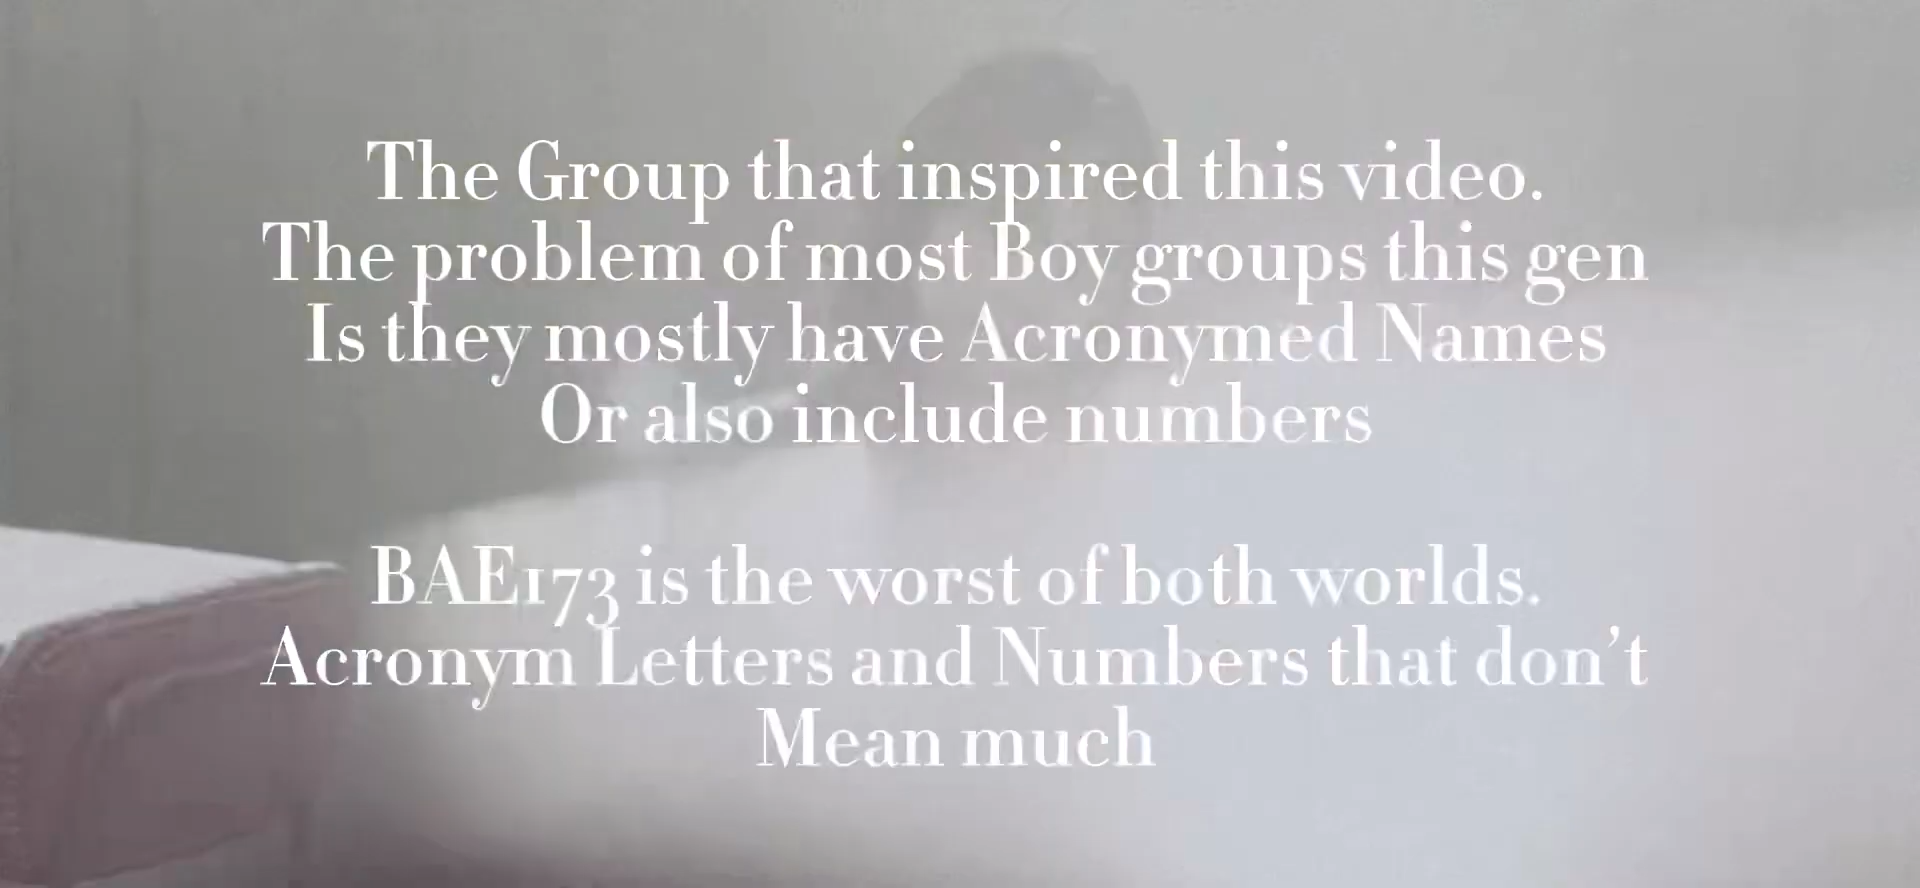 The Group that inspired this video.
The problem of most Boy groups this gen
Is they mostly have Acronymed Names
Or also include numbers
BAE173 is the worst of both worlds.
Acronym Letters and Numbers that don’t
Mean much